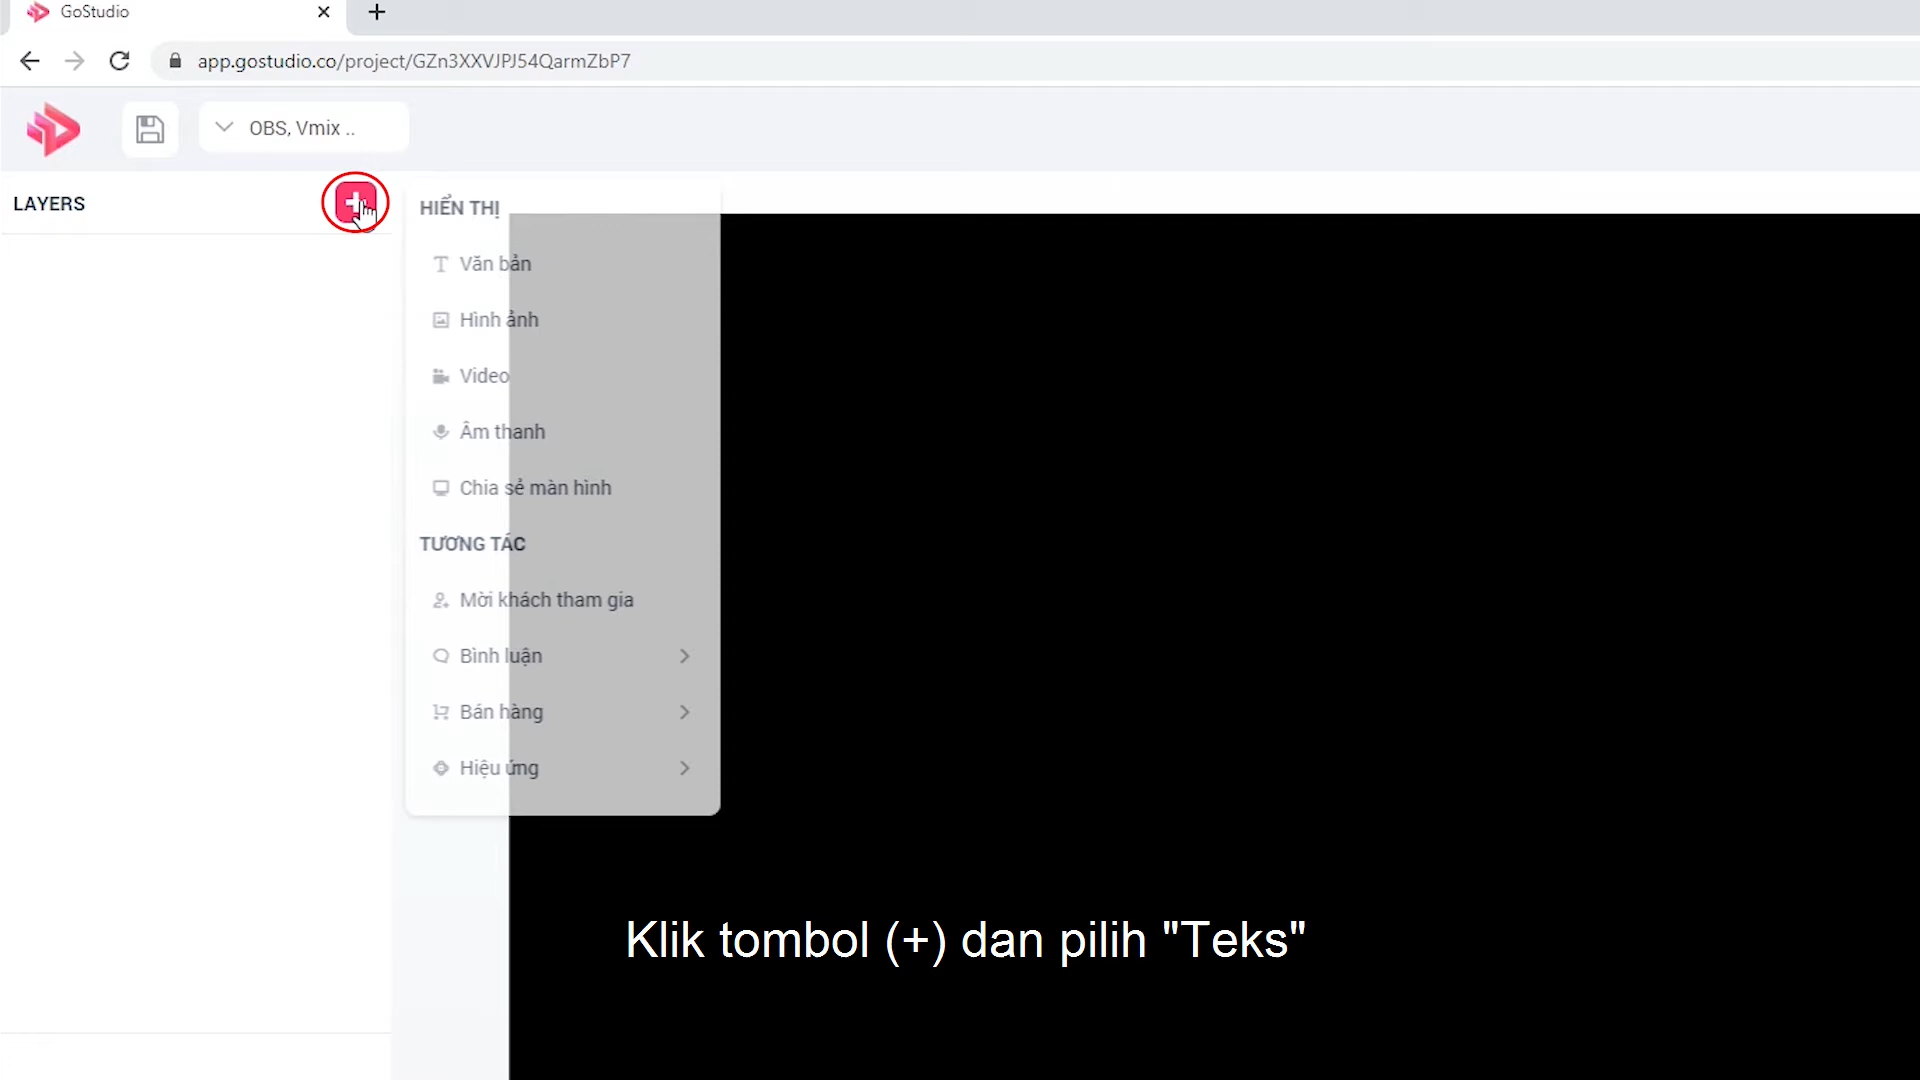 GoStudio
app.gostudio.co/project/GZn3XXVJPJ54QarmZbP7
OBS, Vmix ..
LAYERS
HIỂN THỊ
Văn bản
Hình ảnh
Video
Âm thanh
Chia sẻ màn hình
TƯƠNG TÁC
Mời khách tham gia
Bình luận
Bán hàng
Hiệu ứng
Klik tombol (+) dan pilih "Teks"